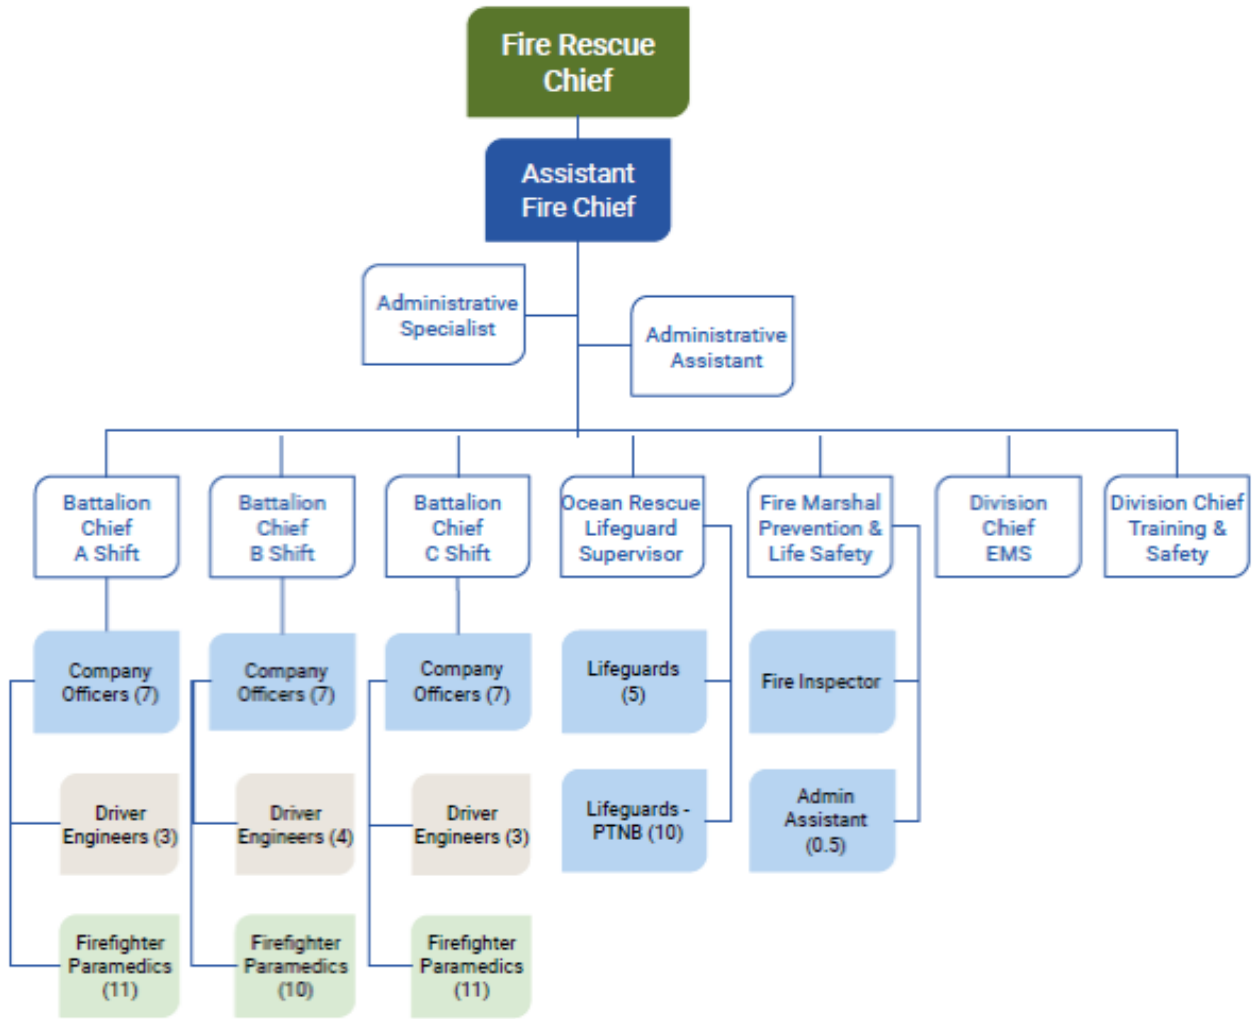 Fire Rescue
Chief
Assistant
Fire Chief
Administrative
Specialist
Administrative
Assistant
Battalion
Chief
A Shift
Battalion
Chief
B Shift
Battalion
Chief
C Shift
Ocean Rescue
Lifeguard
Supervisor
Fire Marshal
Prevention &
Life Safety
Division
Chief
EMS
Division Chief
Training &
Safety
Company
Officers (7)
Company
Officers (7)
Company
Officers (7)
Lifeguards
(5)
Fire Inspector
Driver
Engineers (3)
Driver
Engineers (4)
Driver
Engineers (3)
Lifeguards -
PTNB (10)
Admin
Assistant
(0.5)
Firefighter
Paramedics
(11)
Firefighter
Paramedics
(10)
Firefighter
Paramedics
(11)